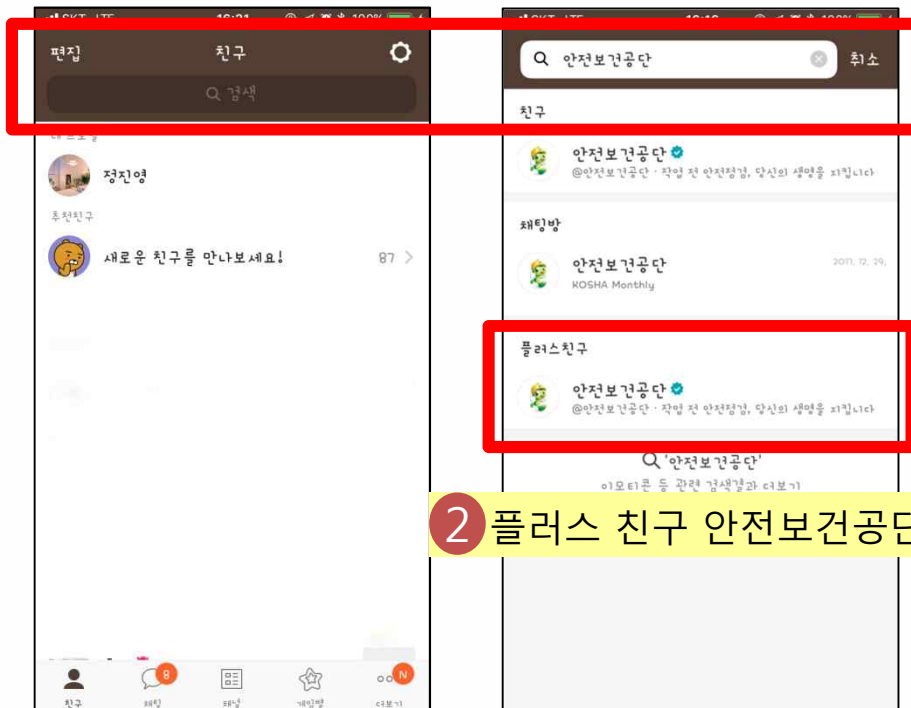 편집 친구
검색
정진영
추천친구
새로운 친구를 만나보세요! 87 >
8
N
친구 채팅 채널 게임별 더보기
안전보건공단 취소
친구
안전보건공단
@안전보건공단 · 작업 전 안전점검, 당신의 생명을 지킵니다
채팅방
안전보건공단 2017. 12. 29.
KOSHA Monthly
플러스친구
안전보건공단
@안전보건공단 · 작업 전 안전점검, 당신의 생명을 지킵니다
'안전보건공단'
이모티콘 등 관련 검색결과 더보기
2 플러스 친구 안전보건공단